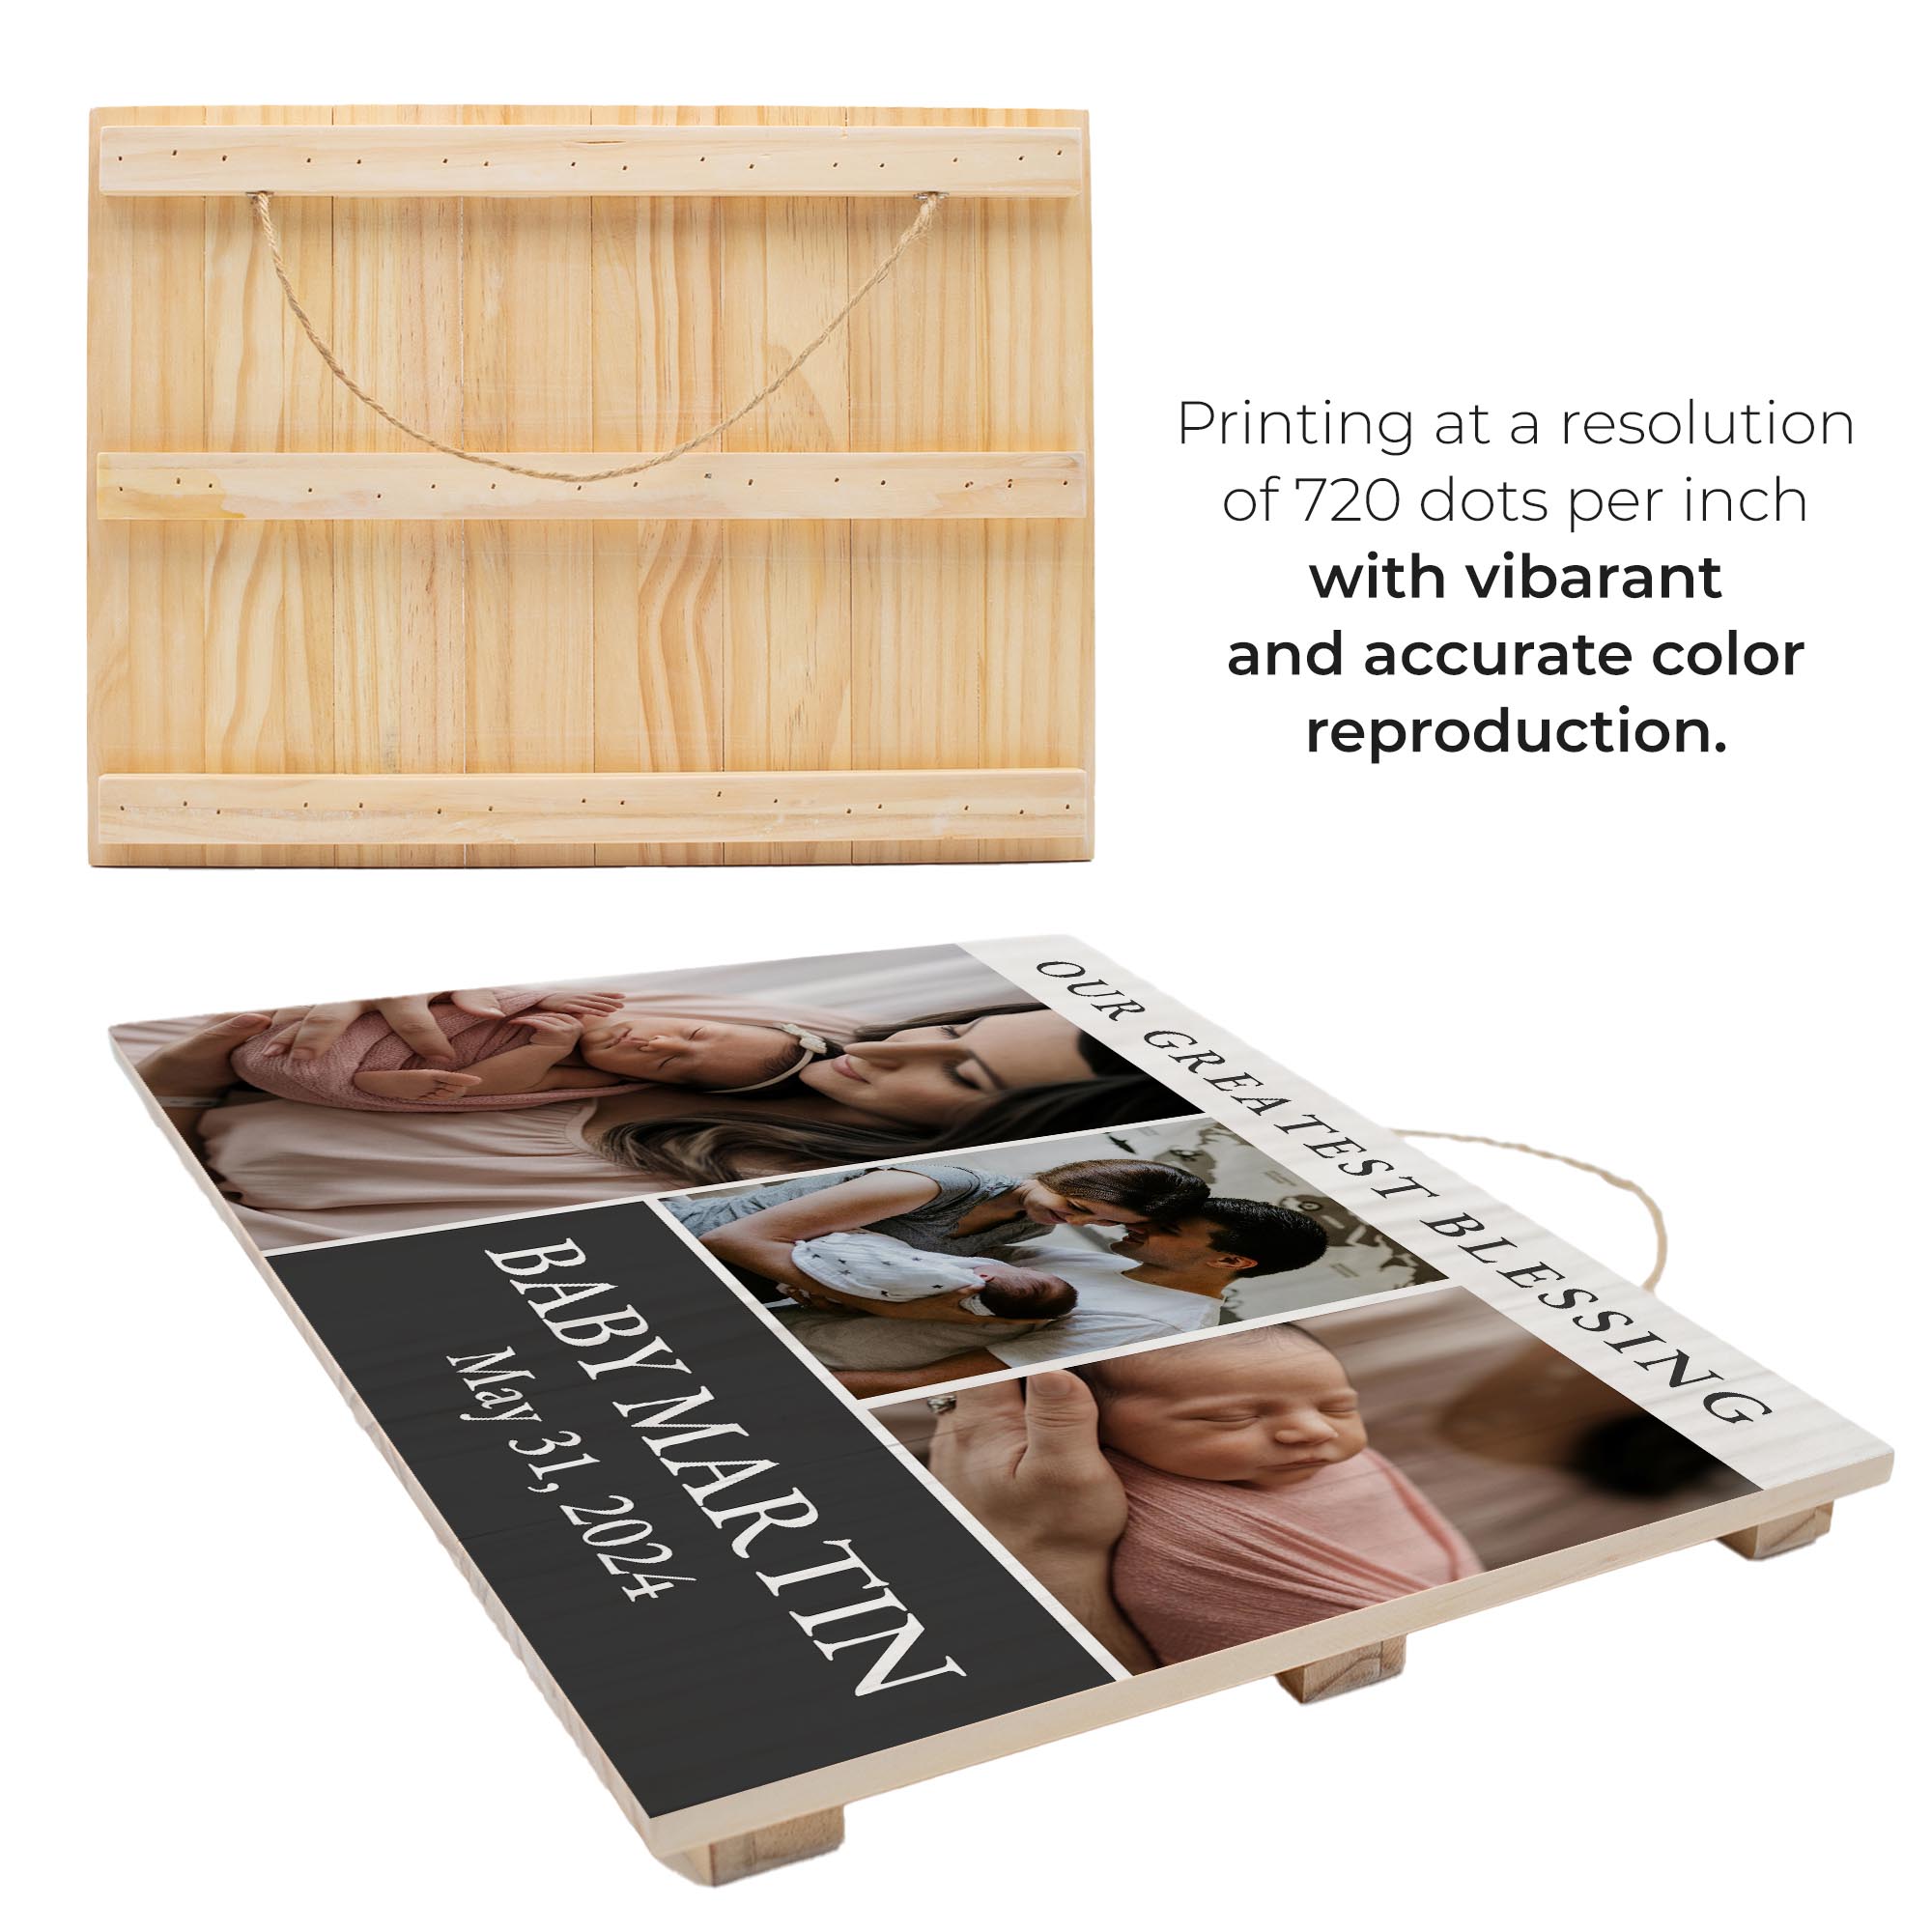 Printing at a resolution
of 720 dots per inch
with vibarant
and accurate color
reproduction.
OUR GREATEST BLESSING
BABY MARTIN
May 31, 2024